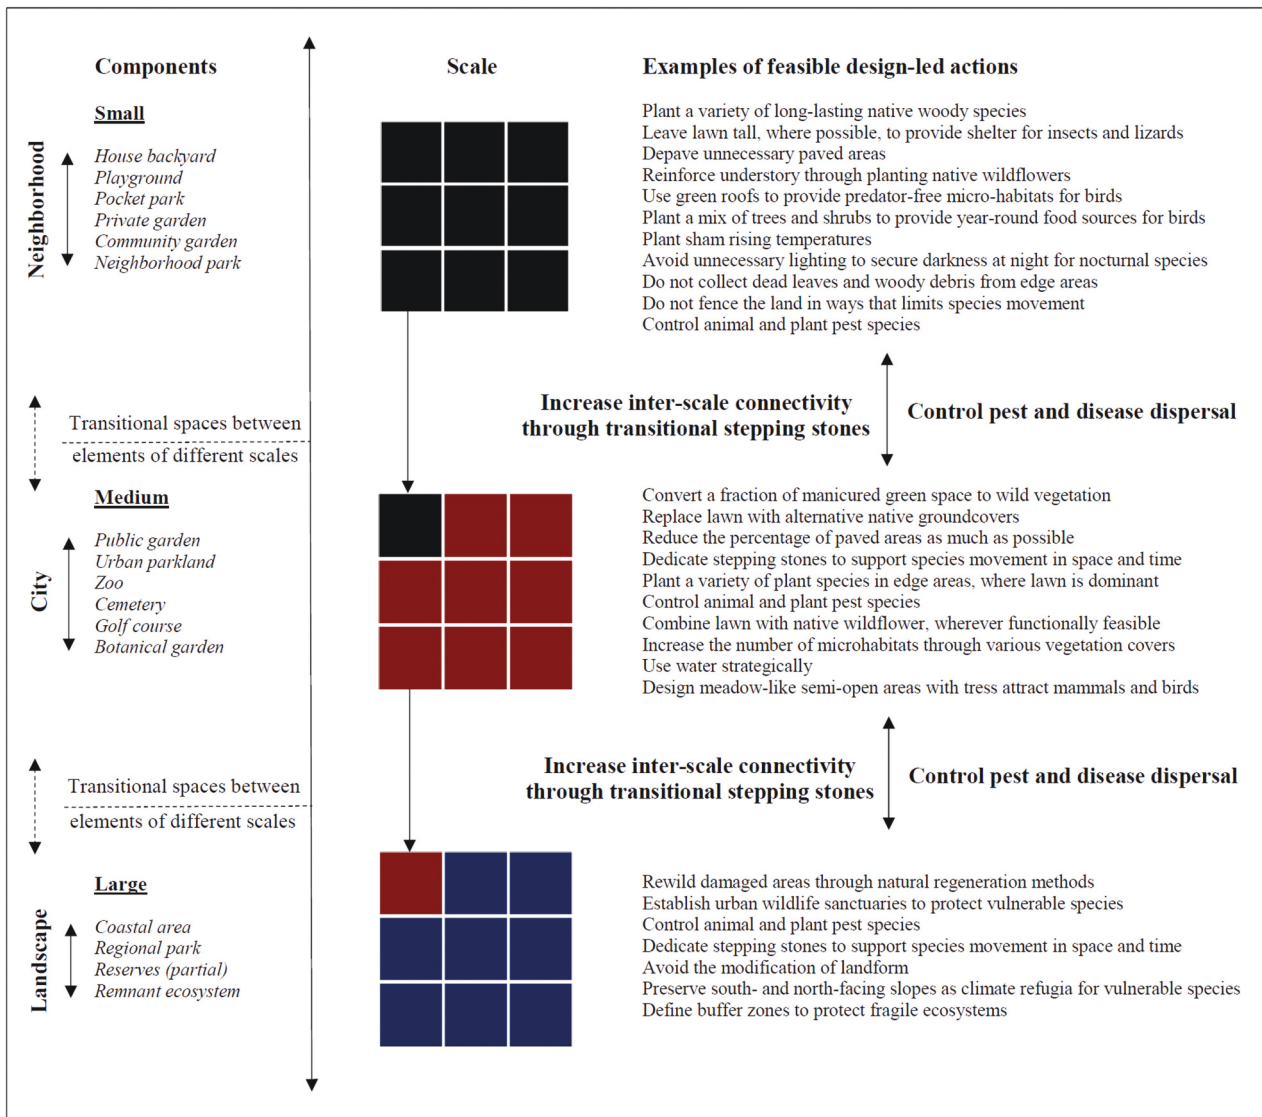 Components
Scale
Examples of feasible design-led actions
Neighborhood
Small
House backyard
Playground
Pocket park
Private garden
Community garden
Neighborhood park
Plant a variety of long-lasting native woody species
Leave lawn tall, where possible, to provide shelter for insects and lizards
Depave unnecessary paved areas
Reinforce understory through planting native wildflowers
Use green roofs to provide predator-free micro-habitats for birds
Plant a mix of trees and shrubs to provide year-round food sources for birds
Plant sham rising temperatures
Avoid unnecessary lighting to secure darkness at night for nocturnal species
Do not collect dead leaves and woody debris from edge areas
Do not fence the land in ways that limits species movement
Control animal and plant pest species
Transitional spaces between
elements of different scales
Increase inter-scale connectivity
through transitional stepping stones
Control pest and disease dispersal
City
Medium
Public garden
Urban parkland
Zoo
Cemetery
Golf course
Botanical garden
Convert a fraction of manicured green space to wild vegetation
Replace lawn with alternative native groundcovers
Reduce the percentage of paved areas as much as possible
Dedicate stepping stones to support species movement in space and time
Plant a variety of plant species in edge areas, where lawn is dominant
Control animal and plant pest species
Combine lawn with native wildflower, wherever functionally feasible
Increase the number of microhabitats through various vegetation covers
Use water strategically
Design meadow-like semi-open areas with tress attract mammals and birds
Transitional spaces between
elements of different scales
Increase inter-scale connectivity
through transitional stepping stones
Control pest and disease dispersal
Landscape
Large
Coastal area
Regional park
Reserves (partial)
Remnant ecosystem
Rewild damaged areas through natural regeneration methods
Establish urban wildlife sanctuaries to protect vulnerable species
Control animal and plant pest species
Dedicate stepping stones to support species movement in space and time
Avoid the modification of landform
Preserve south- and north-facing slopes as climate refugia for vulnerable species
Define buffer zones to protect fragile ecosystems